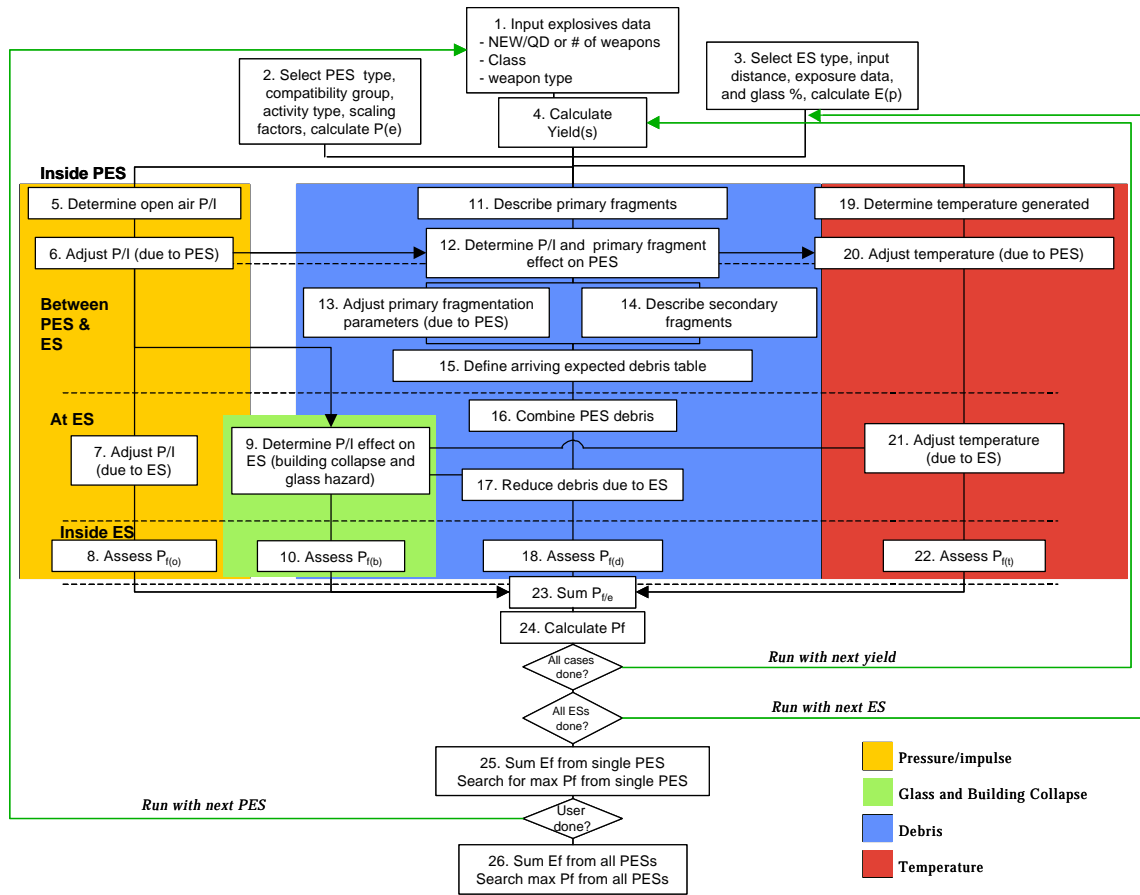 1. Input explosives data
- NEW/QD or # of weapons
- Class
- weapon type
2. Select PES type,
compatibility group,
activity type, scaling
factors, calculate P(e)
3. Select ES type, input
distance, exposure data,
and glass %, calculate E(p)
4. Calculate
Yield(s)
Inside PES
5. Determine open air P/I
11. Describe primary fragments
19. Determine temperature generated
6. Adjust P/I (due to PES)
12. Determine P/I and primary fragment
effect on PES
20. Adjust temperature (due to PES)
Between
PES &
ES
13. Adjust primary fragmentation
parameters (due to PES)
14. Describe secondary
fragments
15. Define arriving expected debris table
At ES
16. Combine PES debris
7. Adjust P/I
(due to ES)
9. Determine P/I effect on
ES (building collapse and
glass hazard)
21. Adjust temperature
(due to ES)
17. Reduce debris due to ES
Inside ES
8. Assess Pf(o)
10. Assess Pf(b)
18. Assess Pf(d)
22. Assess Pf(t)
23. Sum Pf/e
24. Calculate Pf
All cases
done?
Run with next yield
All ESs
done?
Run with next ES
25. Sum Ef from single PES
Search for max Pf from single PES
Run with next PES
User
done?
26. Sum Ef from all PESs
Search max Pf from all PESs
Pressure/impulse
Glass and Building Collapse
Debris
Temperature